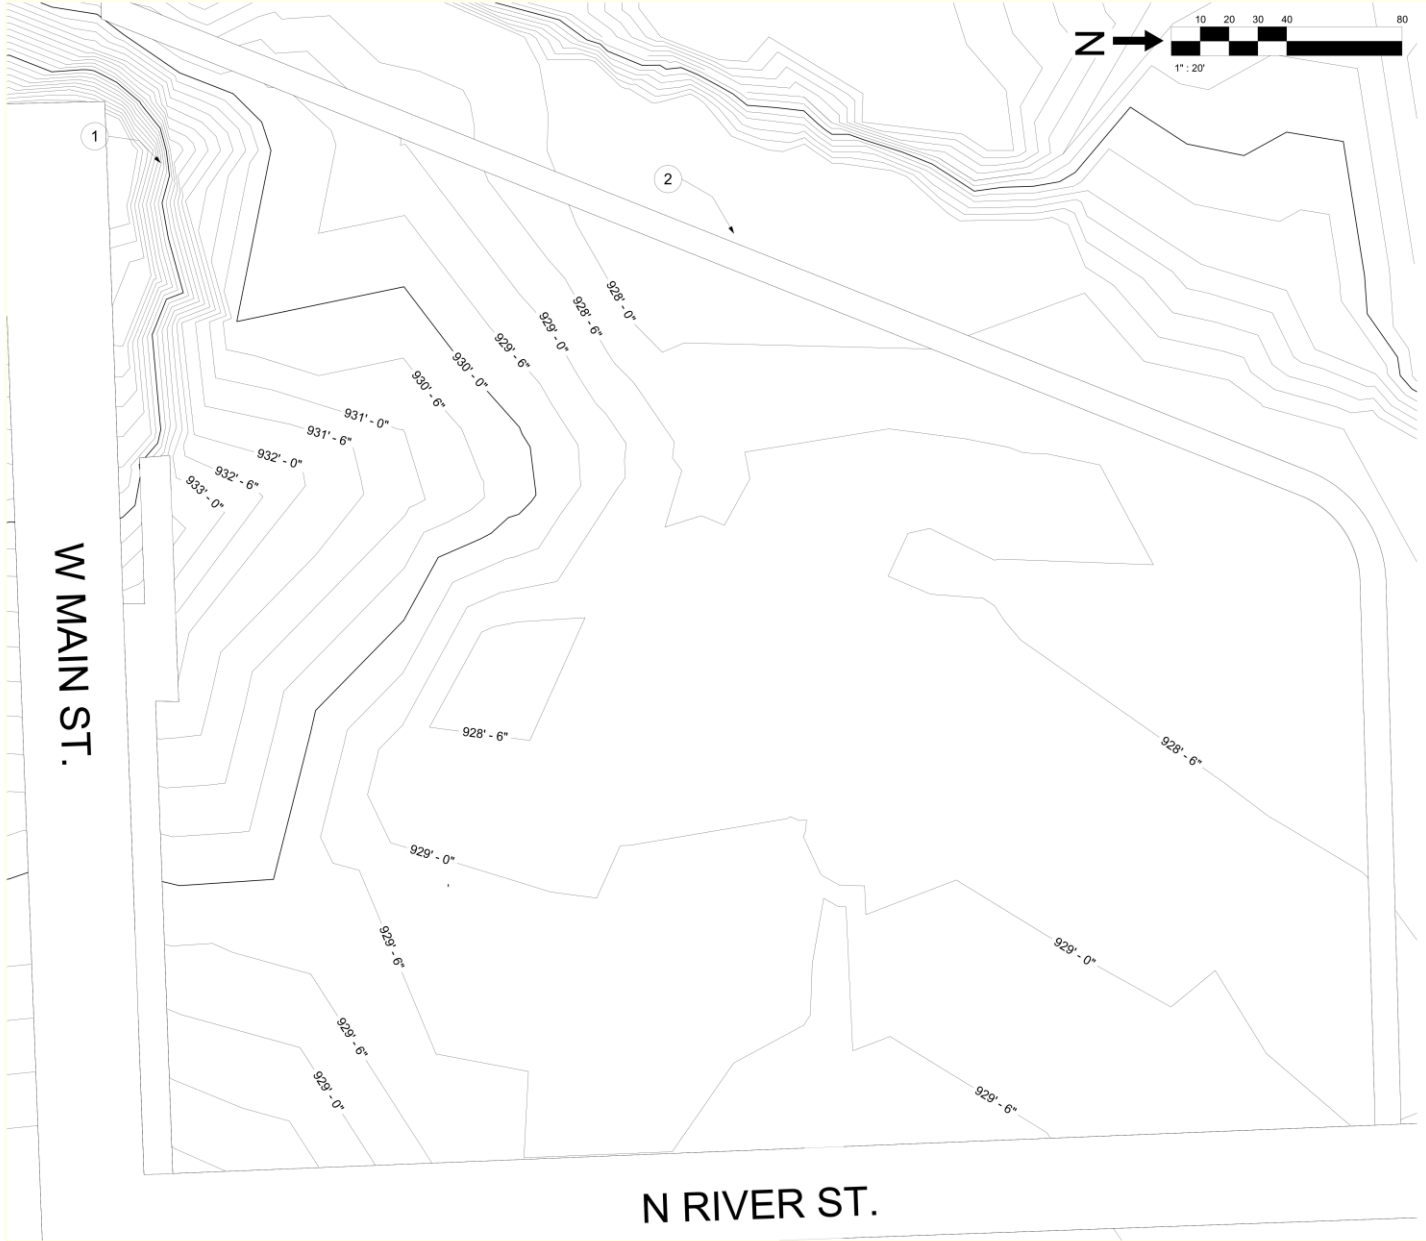 10 20 30 40 80
N
1" : 20'
1
2
928' - 0"
928' - 6"
929' - 0"
929' - 6"
930' - 0"
930' - 6"
931' - 0"
931' - 6"
932' - 0"
932' - 6"
933' - 0"
W MAIN ST.
928' - 6"
928' - 6"
929' - 0"
929' - 6"
929' - 0"
929' - 6"
929' - 0"
929' - 6"
N RIVER ST.